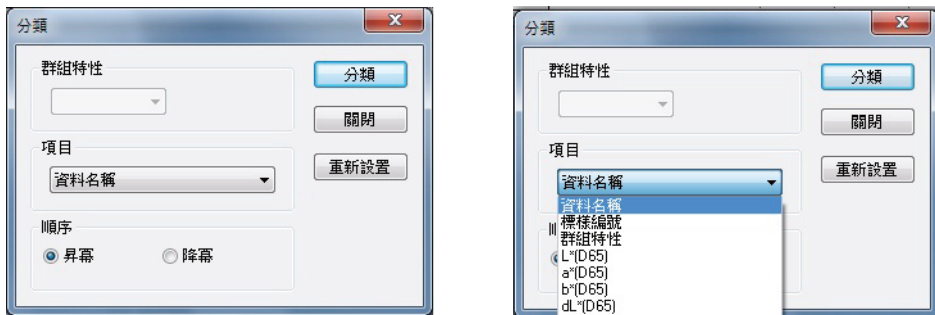 分類
群組特性
分類
關閉
項目
資料名稱
重新設置
順序
昇冪
降冪
分類
群組特性
分類
關閉
項目
資料名稱
重新設置
資料名稱
標樣編號
群組特性
L*(D65)
a*(D65)
b*(D65)
dL*(D65)